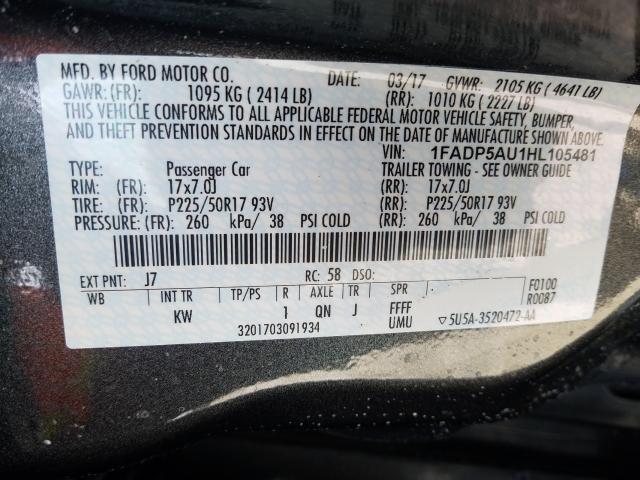 MFD. BY FORD MOTOR CO. DATE: 03/17 GVWR: 2105 KG ( 4641 LB)
GAWR: (FR): 1095 KG ( 2414 LB) (RR): 1010 KG ( 2227 LB)
THIS VEHICLE CONFORMS TO ALL APPLICABLE FEDERAL MOTOR VEHICLE SAFETY, BUMPER,
AND THEFT PREVENTION STANDARDS IN EFFECT ON THE DATE OF MANUFACTURE SHOWN ABOVE.
VIN: 1FADP5AU1HL105481
TYPE: Passenger Car TRAILER TOWING - SEE OWNER GUIDE
RIM: (FR): 17x7.0J (RR): 17x7.0J
TIRE: (FR): P225/50R17 93V (RR): P225/50R17 93V
PRESSURE: (FR): 260 kPa/ 38 PSI COLD (RR): 260 kPa/ 38 PSI COLD
EXT PNT: J7 RC: 58 DSO:
WB INT TR TP/PS R AXLE TR SPR F0100
KW 1 QN J FFFF R0087
3201703091934 UMU ▽5U5A-3520472-AA